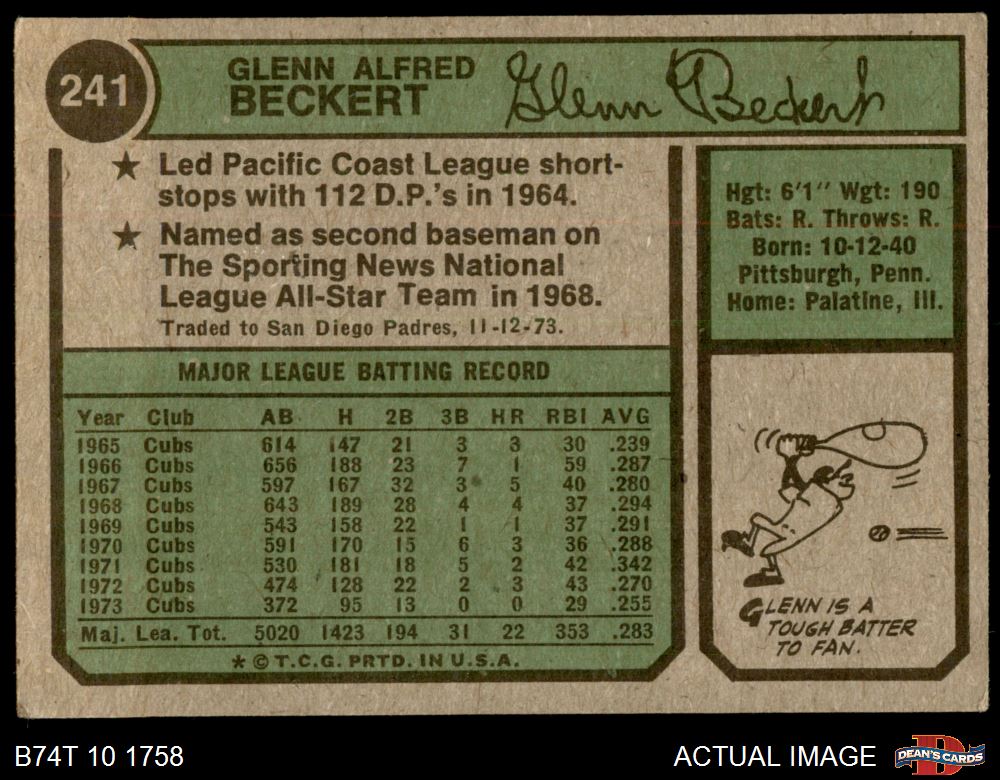 241
GLENN ALFRED
BECKERT
Glenn Beckert
★ Led Pacific Coast League short-
stops with 112 D.P.'s in 1964.
★ Named as second baseman on
The Sporting News National
League All-Star Team in 1968.
Traded to San Diego Padres, 11-12-73.
Hgt: 6'1" Wgt: 190
Bats: R. Throws: R.
Born: 10-12-40
Pittsburgh, Penn.
Home: Palatine, Ill.
MAJOR LEAGUE BATTING RECORD
Year Club AB H 2B 3B HR RBI AVG
1965 Cubs 614 147 21 3 3 30 .239
1966 Cubs 656 188 23 7 1 59 .287
1967 Cubs 597 167 32 3 5 40 .280
1968 Cubs 643 189 28 4 4 37 .294
1969 Cubs 543 158 22 1 1 37 .291
1970 Cubs 591 170 15 6 3 36 .288
1971 Cubs 530 181 18 5 2 42 .342
1972 Cubs 474 128 22 2 3 43 .270
1973 Cubs 372 95 13 0 0 29 .255
Maj. Lea. Tot. 5020 1423 194 31 22 353 .283
* © T.C.G. PRTD. IN U.S.A.
GLENN IS A
TOUGH BATTER
TO FAN.
B74T 10 1758
ACTUAL IMAGE
D
DEAN'S CARDS